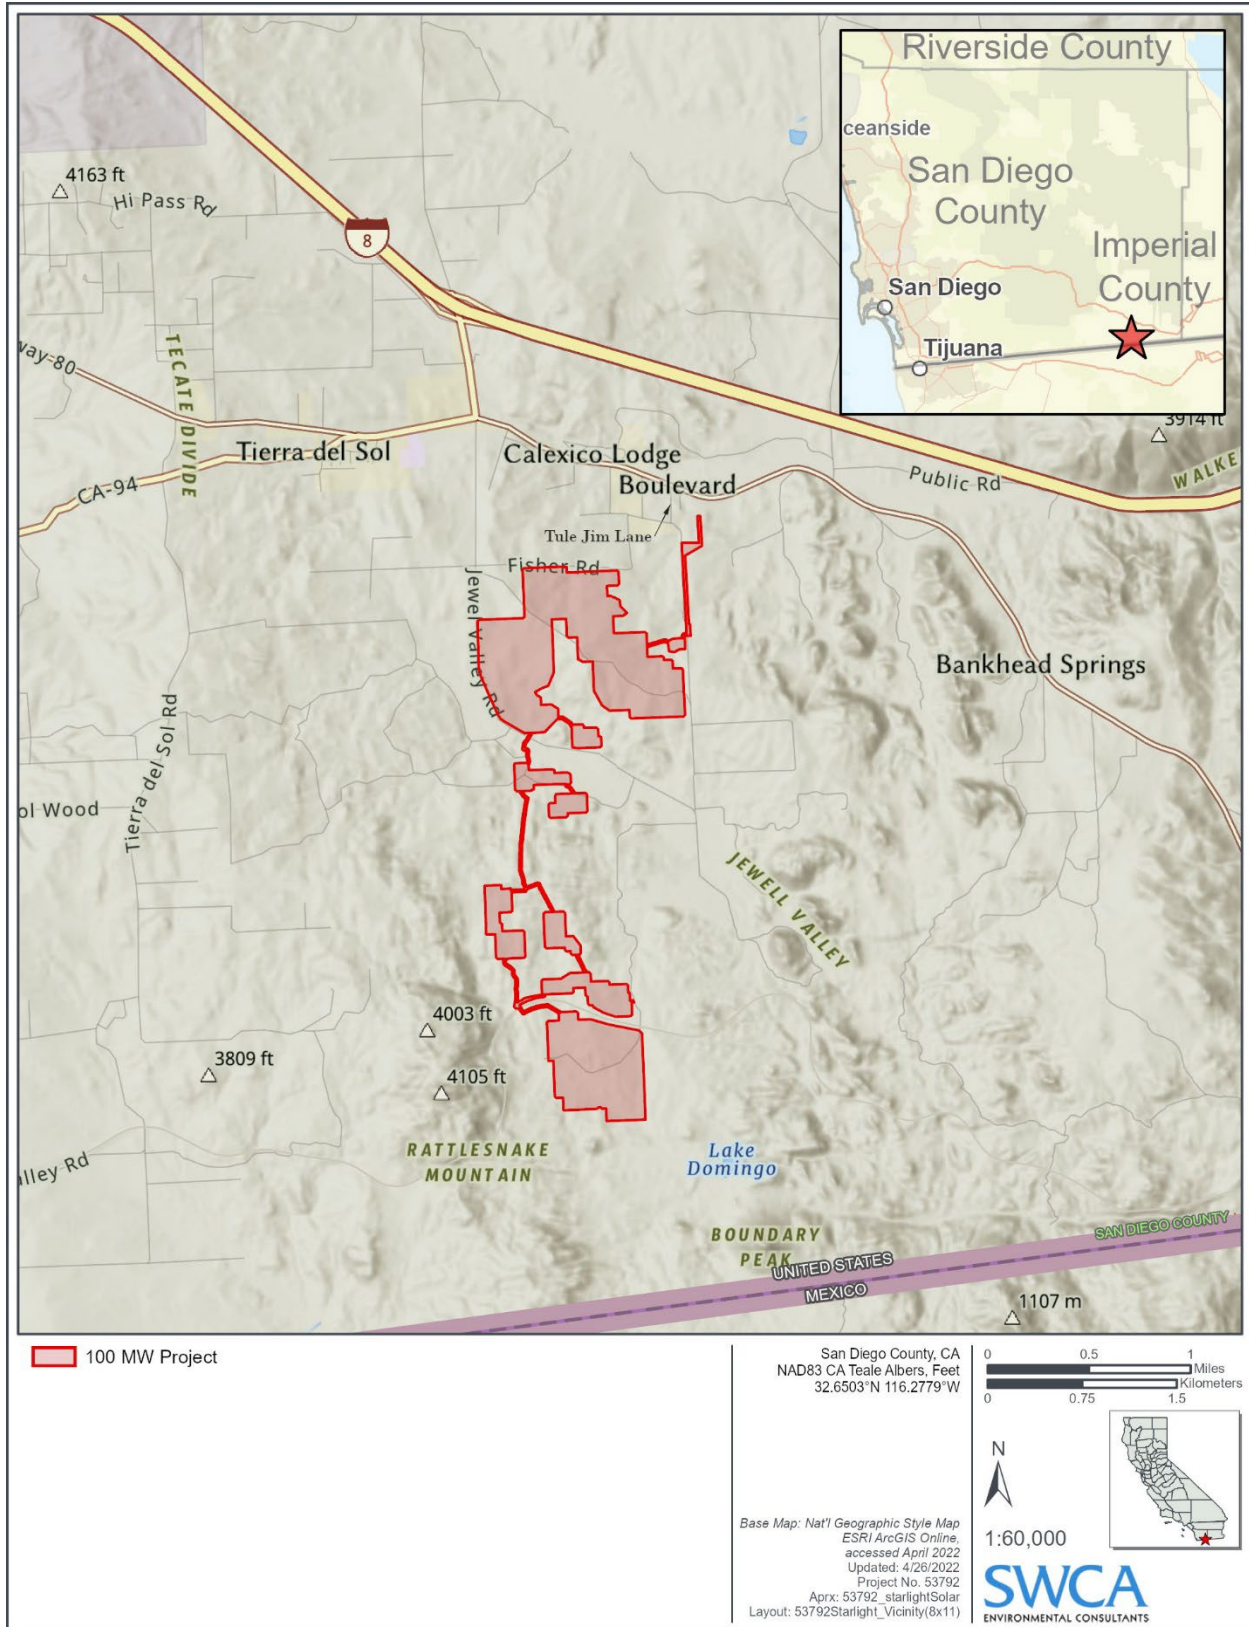 Riverside County
ceanside
San Diego
County
Imperial
County
San Diego
Tijuana
4163 ft
Hi Pass Rd
8
way-80
TECATE DIVIDE
3914 ft
WALKE
Tierra del Sol
CA-94
Calexico Lodge
Boulevard
Public Rd
Tule Jim Lane
Fisher Rd
Jewel Valley Rd
Bankhead Springs
Tierra del Sol Rd
ol Wood
JEWELL VALLEY
4003 ft
3809 ft
4105 ft
RATTLESNAKE
MOUNTAIN
Lake
Domingo
lley Rd
BOUNDARY
PEAK
SAN DIEGO COUNTY
UNITED STATES
MEXICO
1107 m
100 MW Project
San Diego County, CA
NAD83 CA Teale Albers, Feet
32.6503°N 116.2779°W
0 0.5 1
Miles
Kilometers
0 0.75 1.5
N
1:60,000
Base Map: Nat'l Geographic Style Map
ESRI ArcGIS Online,
accessed April 2022
Updated: 4/26/2022
Project No. 53792
Aprx: 53792_starlightSolar
Layout: 53792Starlight_Vicinity(8x11)
SWCA
ENVIRONMENTAL CONSULTANTS